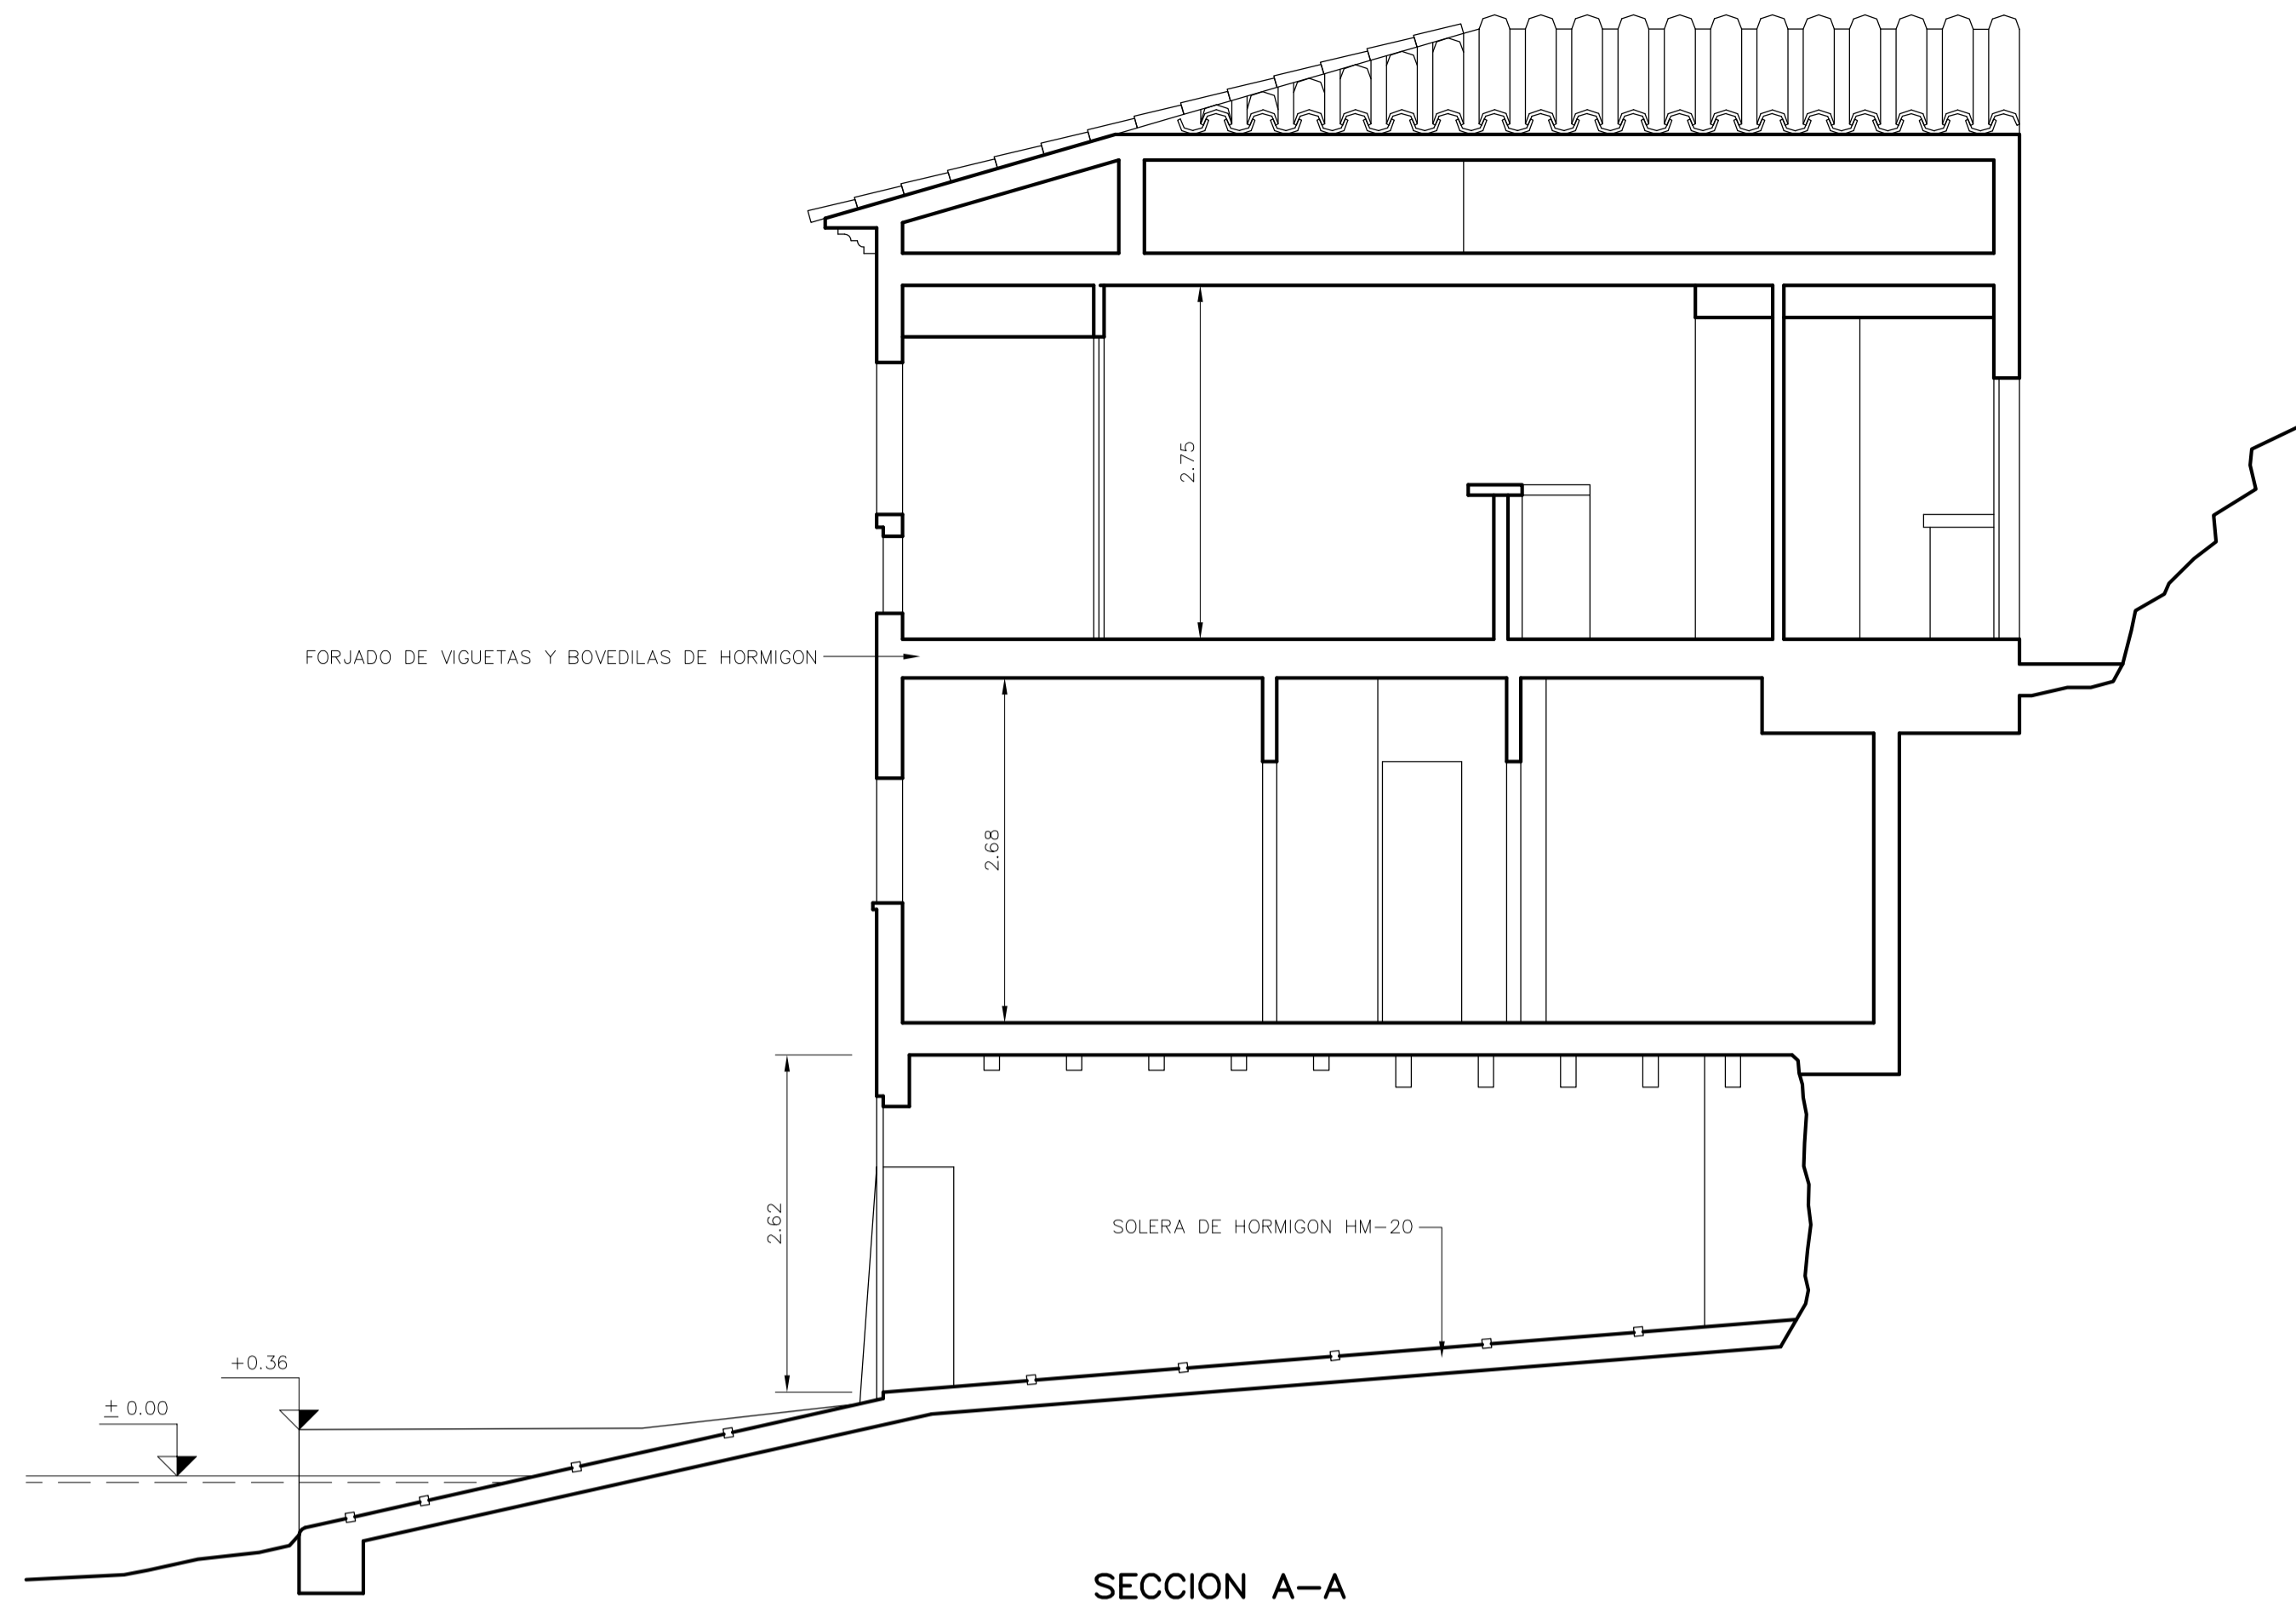 2.75
FORJADO DE VIGUETAS Y BOVEDILAS DE HORMIGON
2.68
2.62
SOLERA DE HORMIGON HM-20
+0.36
± 0.00
SECCION A-A